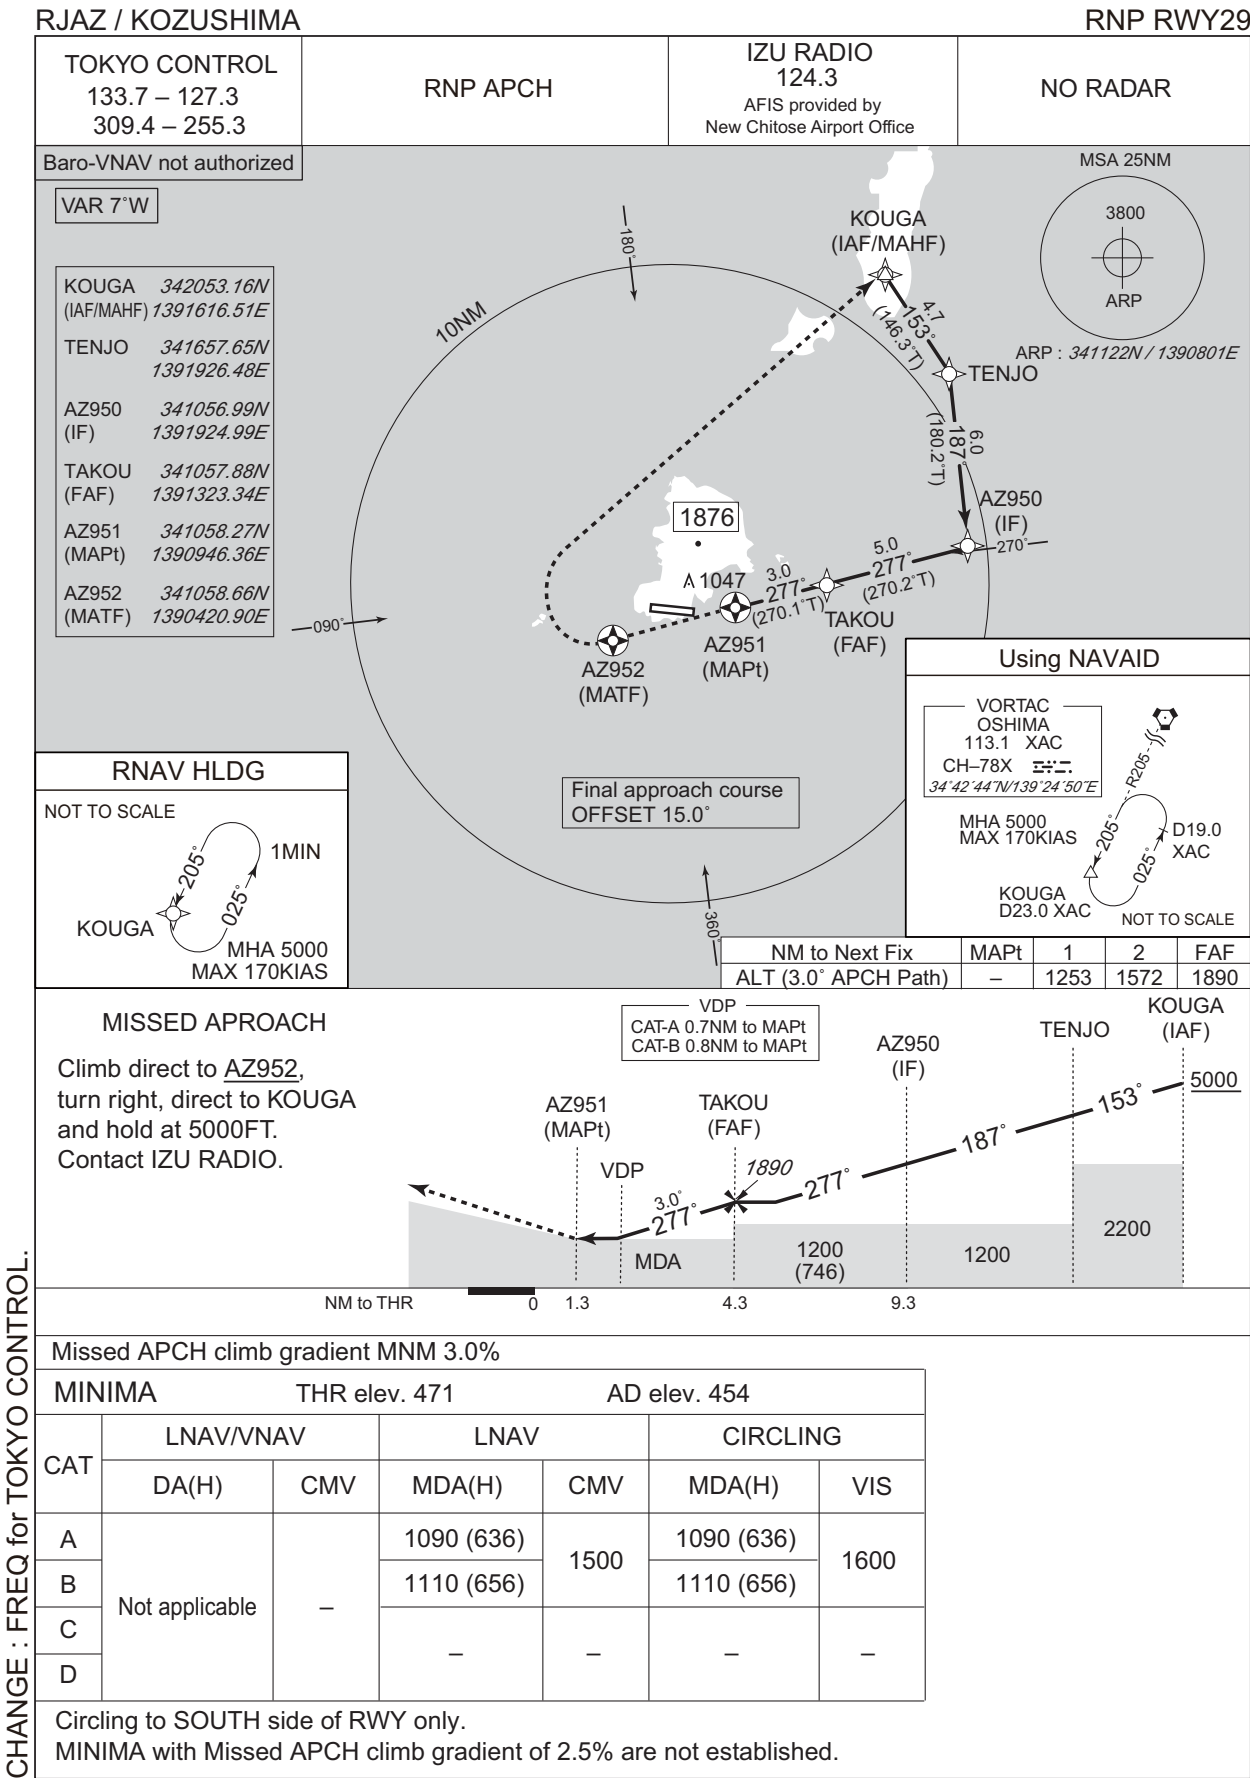 RJAZ / KOZUSHIMA
RNP RWY29
TOKYO CONTROL
133.7 – 127.3
309.4 – 255.3
RNP APCH
IZU RADIO
124.3
AFIS provided by
New Chitose Airport Office
NO RADAR
Baro-VNAV not authorized
VAR 7˚W
KOUGA 342053.16N
(IAF/MAHF) 1391616.51E
TENJO 341657.65N
1391926.48E
AZ950 341056.99N
(IF) 1391924.99E
TAKOU 341057.88N
(FAF) 1391323.34E
AZ951 341058.27N
(MAPt) 1390946.36E
AZ952 341058.66N
(MATF) 1390420.90E
MSA 25NM
3800
ARP
ARP : 341122N / 1390801E
180˚
10NM
KOUGA
(IAF/MAHF)
4.7
153˚
(146.3˚T)
TENJO
6.0
187˚
(180.2˚T)
AZ950
(IF)
270˚
5.0
277˚
(270.2˚T)
1876
1047
3.0
277˚
(270.1˚T)
TAKOU
(FAF)
AZ951
(MAPt)
AZ952
(MATF)
090˚
360˚
Final approach course
OFFSET 15.0˚
Using NAVAID
VORTAC
OSHIMA
113.1 XAC
CH–78X
34˚42´44˝N/139˚24´50˝E
R205
MHA 5000
MAX 170KIAS
205˚
025˚
D19.0
XAC
KOUGA
D23.0 XAC
NOT TO SCALE
RNAV HLDG
NOT TO SCALE
205˚
025˚
1MIN
KOUGA
MHA 5000
MAX 170KIAS
NM to Next Fix MAPt 1 2 FAF
ALT (3.0˚ APCH Path) – 1253 1572 1890
MISSED APROACH
Climb direct to AZ952,
turn right, direct to KOUGA
and hold at 5000FT.
Contact IZU RADIO.
VDP
CAT-A 0.7NM to MAPt
CAT-B 0.8NM to MAPt
KOUGA
(IAF)
TENJO
AZ950
(IF)
5000
153˚
187˚
AZ951
(MAPt)
TAKOU
(FAF)
VDP
1890
277˚
3.0˚
277˚
MDA
1200
(746)
1200
2200
NM to THR 0 1.3 4.3 9.3
Missed APCH climb gradient MNM 3.0%
MINIMA THR elev. 471 AD elev. 454
CAT LNAV/VNAV LNAV CIRCLING
DA(H) CMV MDA(H) CMV MDA(H) VIS
A Not applicable – 1090 (636) 1500 1090 (636) 1600
B 1110 (656) 1110 (656)
C – – – –
D
Circling to SOUTH side of RWY only.
MINIMA with Missed APCH climb gradient of 2.5% are not established.
CHANGE : FREQ for TOKYO CONTROL.